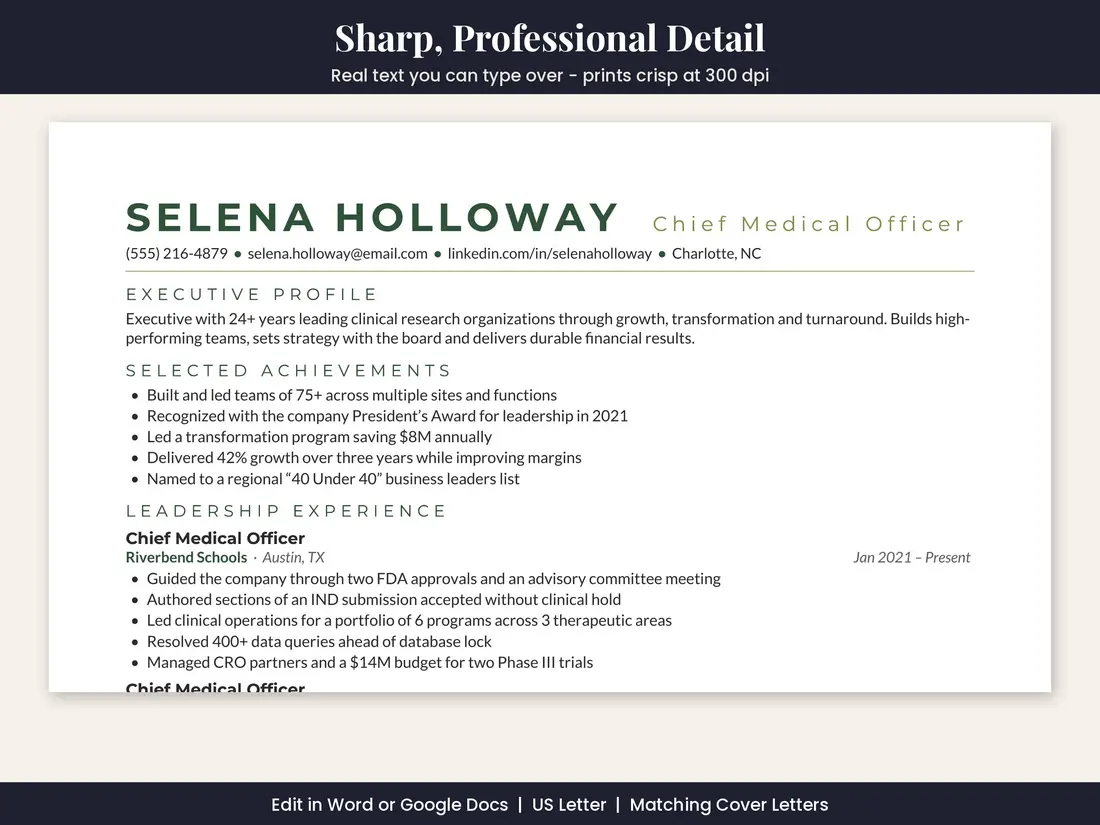 Sharp, Professional Detail
Real text you can type over - prints crisp at 300 dpi
SELENA HOLLOWAY Chief Medical Officer
(555) 216-4879 ● selena.holloway@email.com ● linkedin.com/in/selenaholloway ● Charlotte, NC
EXECUTIVE PROFILE
Executive with 24+ years leading clinical research organizations through growth, transformation and turnaround. Builds high-
performing teams, sets strategy with the board and delivers durable financial results.
SELECTED ACHIEVEMENTS
• Built and led teams of 75+ across multiple sites and functions
• Recognized with the company President’s Award for leadership in 2021
• Led a transformation program saving $8M annually
• Delivered 42% growth over three years while improving margins
• Named to a regional “40 Under 40” business leaders list
LEADERSHIP EXPERIENCE
Chief Medical Officer
Riverbend Schools · Austin, TX Jan 2021 – Present
• Guided the company through two FDA approvals and an advisory committee meeting
• Authored sections of an IND submission accepted without clinical hold
• Led clinical operations for a portfolio of 6 programs across 3 therapeutic areas
• Resolved 400+ data queries ahead of database lock
• Managed CRO partners and a $14M budget for two Phase III trials
Chief Medical Officer
Edit in Word or Google Docs | US Letter | Matching Cover Letters